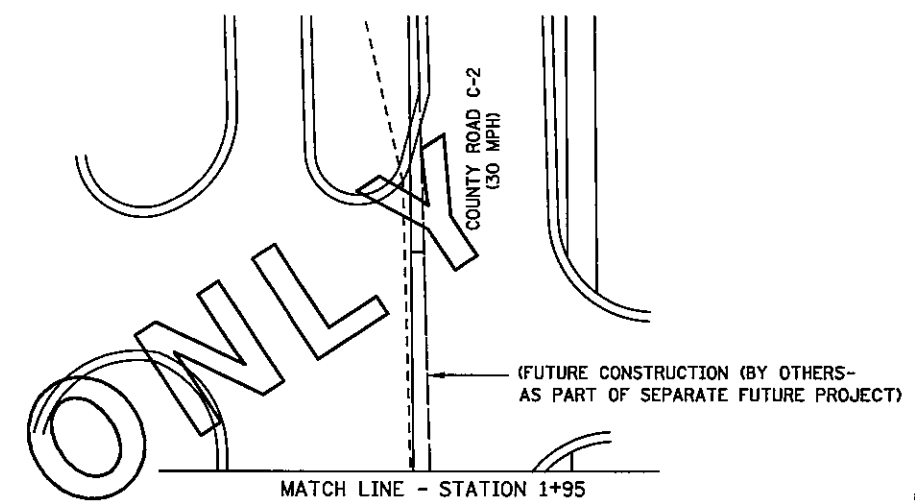 COUNTY ROAD C-2
(30 MPH)
ONLY
(FUTURE CONSTRUCTION (BY OTHERS-
AS PART OF SEPARATE FUTURE PROJECT)
MATCH LINE - STATION 1+95